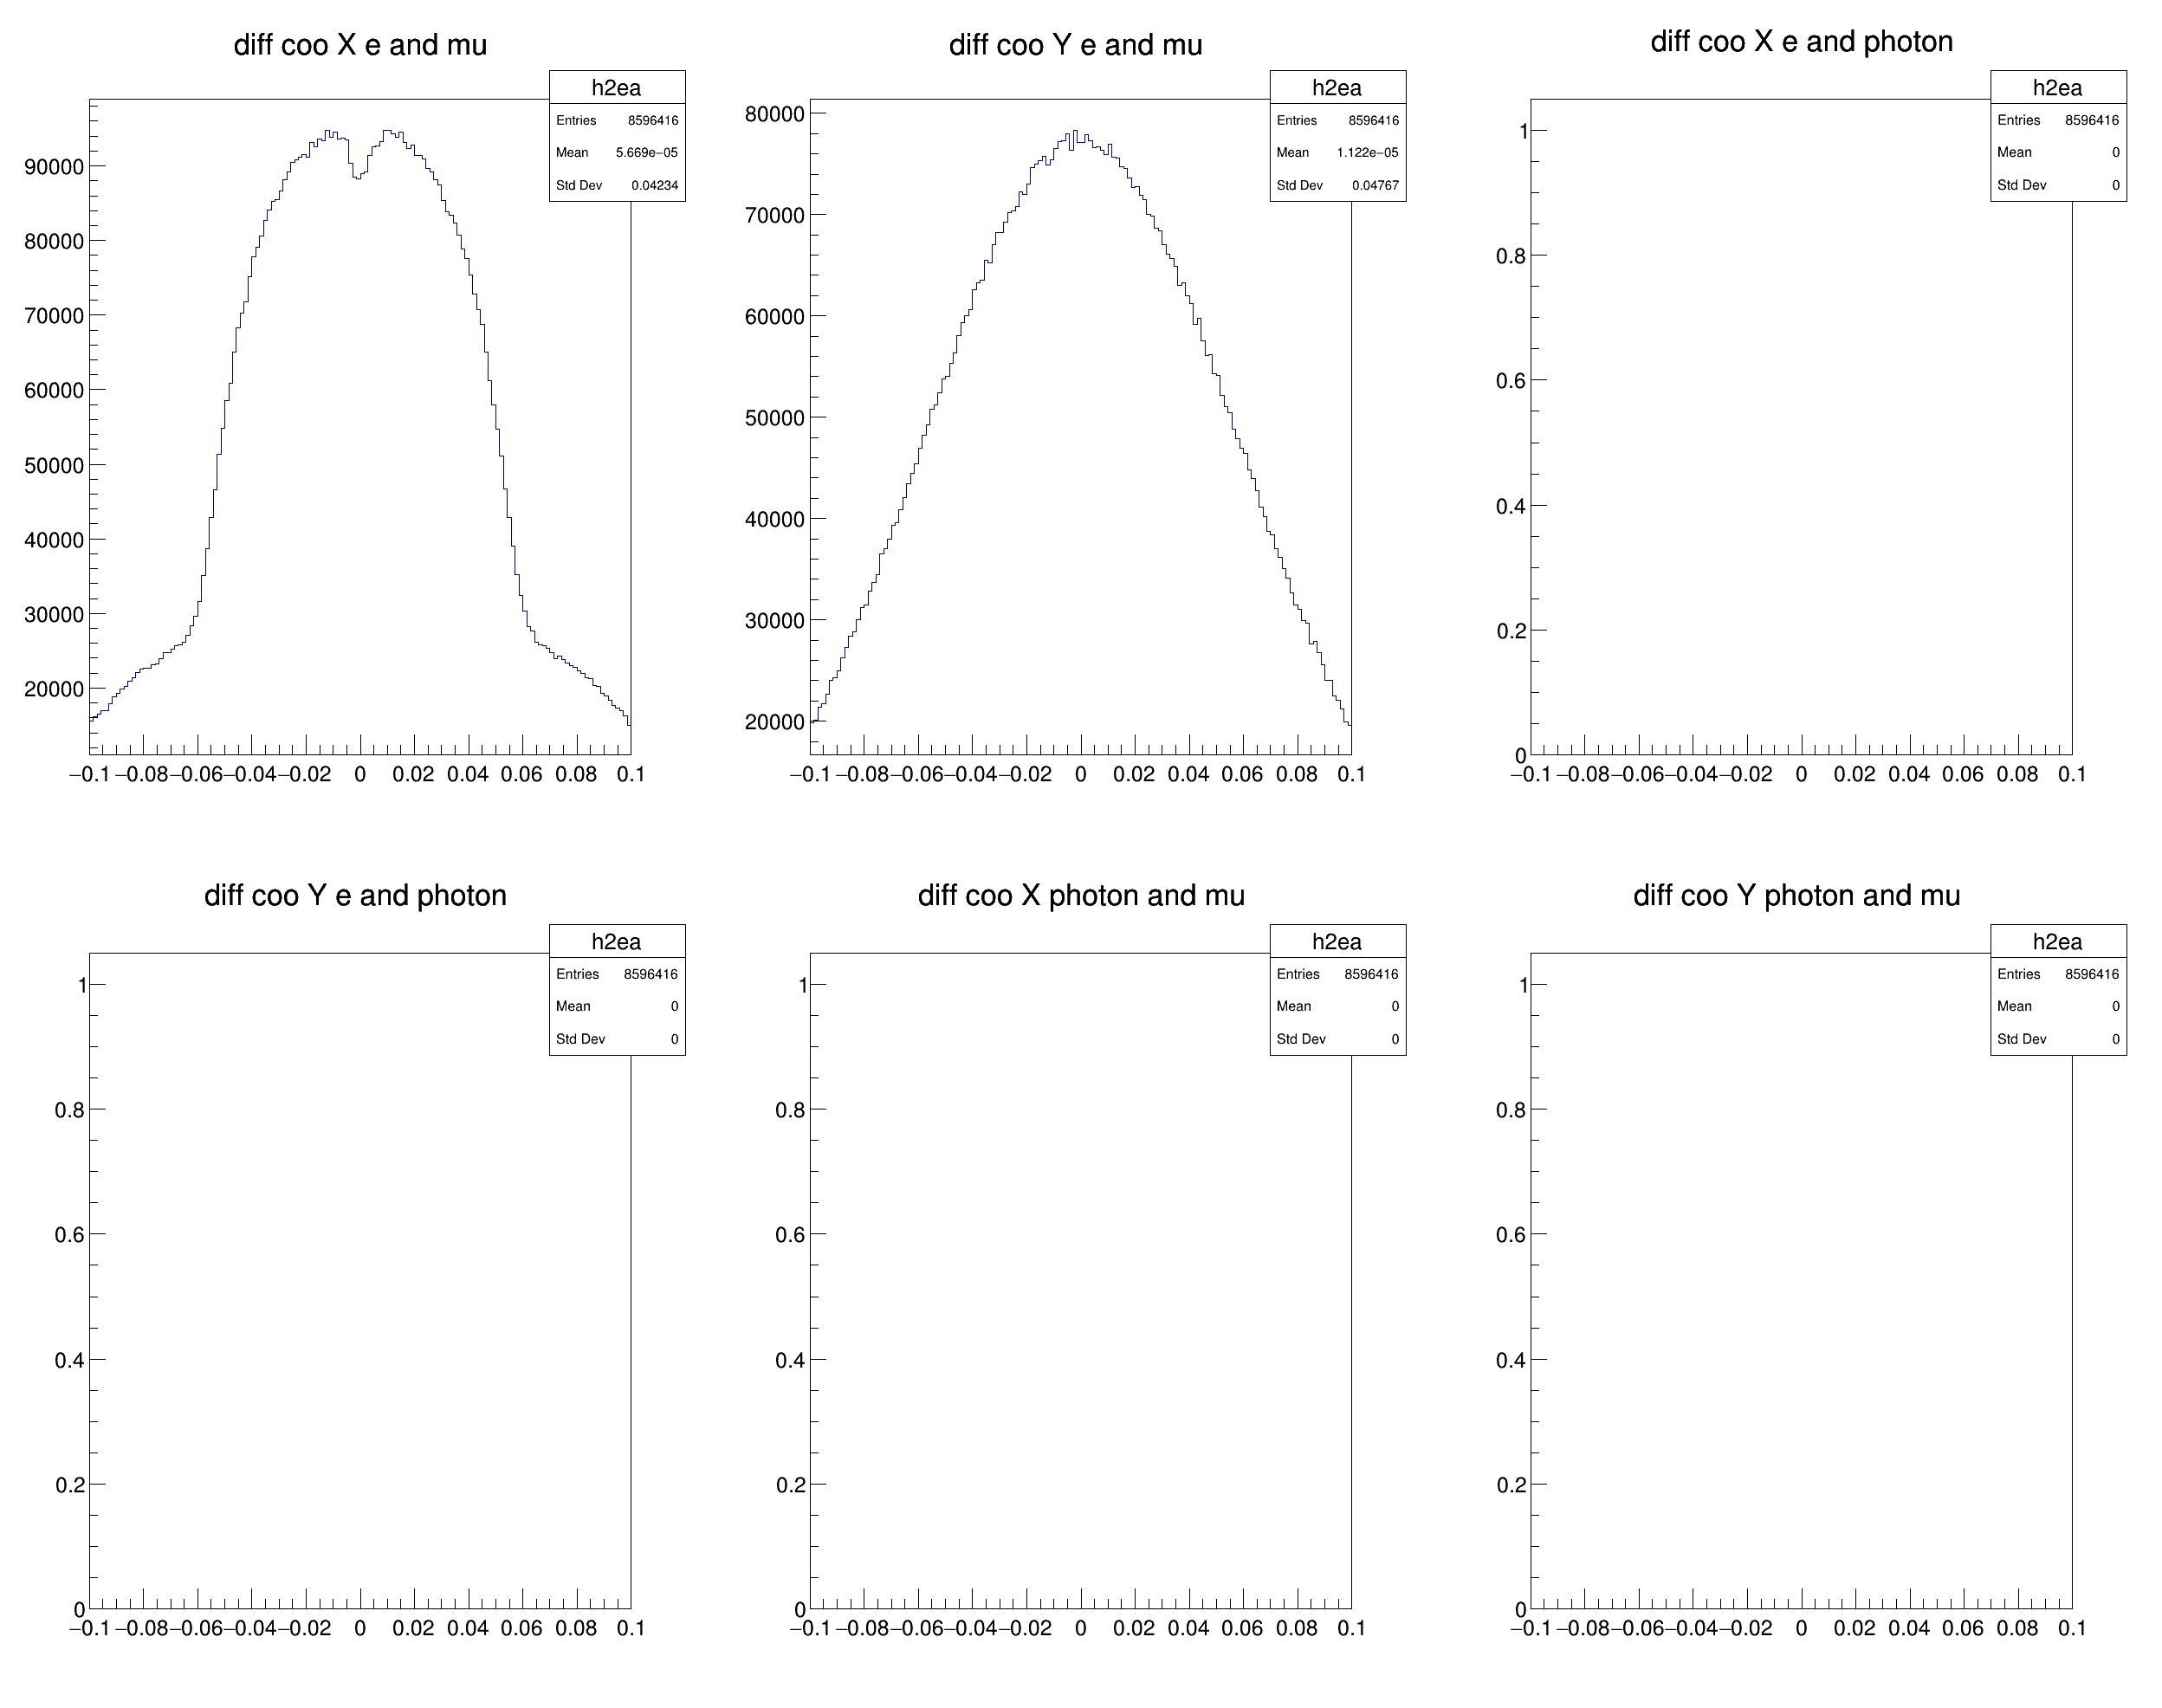 diff coo X e and mu
h2ea
Entries 8596416
Mean 5.669e−05
Std Dev 0.04234
90000
80000
70000
60000
50000
40000
30000
20000
−0.1 −0.08 −0.06 −0.04 −0.02 0 0.02 0.04 0.06 0.08 0.1
diff coo Y e and mu
h2ea
Entries 8596416
Mean 1.122e−05
Std Dev 0.04767
80000
70000
60000
50000
40000
30000
20000
−0.1 −0.08 −0.06 −0.04 −0.02 0 0.02 0.04 0.06 0.08 0.1
diff coo X e and photon
h2ea
Entries 8596416
Mean 0
Std Dev 0
1
0.8
0.6
0.4
0.2
0
−0.1 −0.08 −0.06 −0.04 −0.02 0 0.02 0.04 0.06 0.08 0.1
diff coo Y e and photon
h2ea
Entries 8596416
Mean 0
Std Dev 0
1
0.8
0.6
0.4
0.2
0
−0.1 −0.08 −0.06 −0.04 −0.02 0 0.02 0.04 0.06 0.08 0.1
diff coo X photon and mu
h2ea
Entries 8596416
Mean 0
Std Dev 0
1
0.8
0.6
0.4
0.2
0
−0.1 −0.08 −0.06 −0.04 −0.02 0 0.02 0.04 0.06 0.08 0.1
diff coo Y photon and mu
h2ea
Entries 8596416
Mean 0
Std Dev 0
1
0.8
0.6
0.4
0.2
0
−0.1 −0.08 −0.06 −0.04 −0.02 0 0.02 0.04 0.06 0.08 0.1